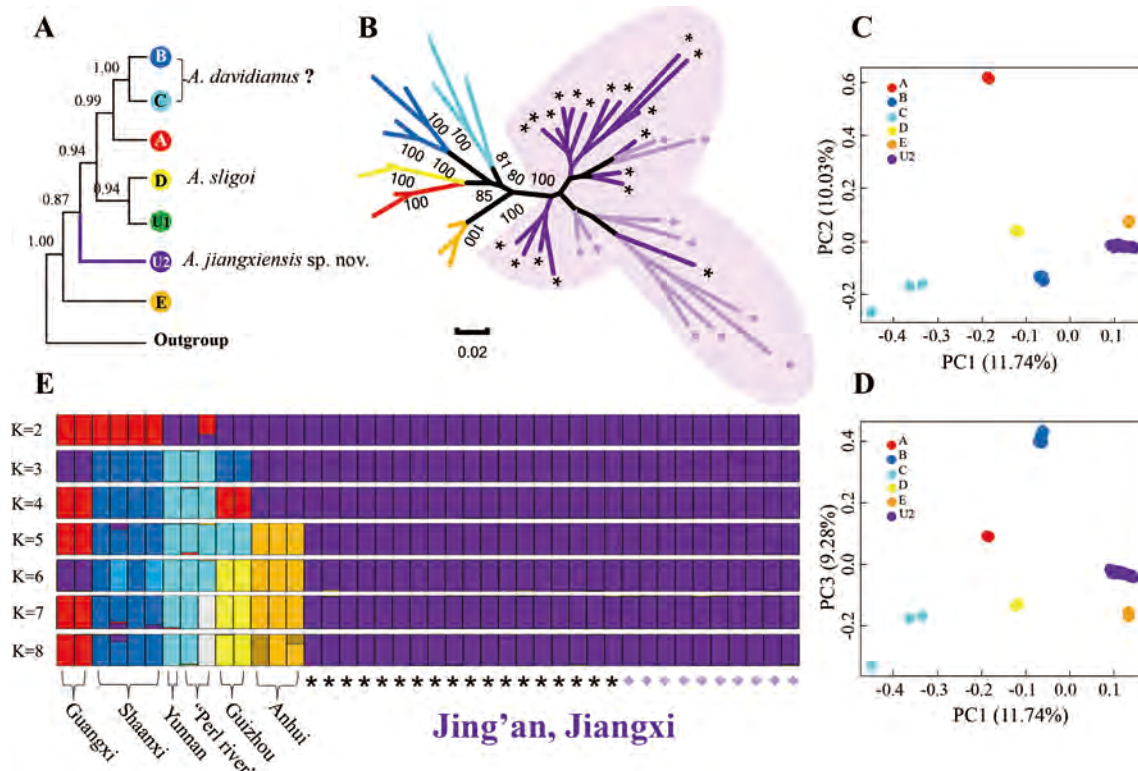 A
B
C
1.00
B
C
A. davidianus ?
0.99
A
0.94
D
0.94
A. sligoi
U1
0.87
U2
A. jiangxiensis sp. nov.
1.00
E
Outgroup
100
100
100
100
100
81
80
100
85
100
100
100
100
0.02
* * * * * * * * * * * * * * * * * *
PC2 (10.03%)
0.6
0.4
0.2
0.0
-0.2
A
B
C
D
E
U2
-0.4 -0.3 -0.2 -0.1 0.0 0.1
PC1 (11.74%)
E
K=2
K=3
K=4
K=5
K=6
K=7
K=8
Guangxi
Shaanxi
Yunnan
"Perl river"
Guizhou
Anhui
* * * * * * * * * * * * * * * * * *
Jing'an, Jiangxi
D
PC3 (9.28%)
0.4
0.2
0.0
-0.2
A
B
C
D
E
U2
-0.4 -0.3 -0.2 -0.1 0.0 0.1
PC1 (11.74%)